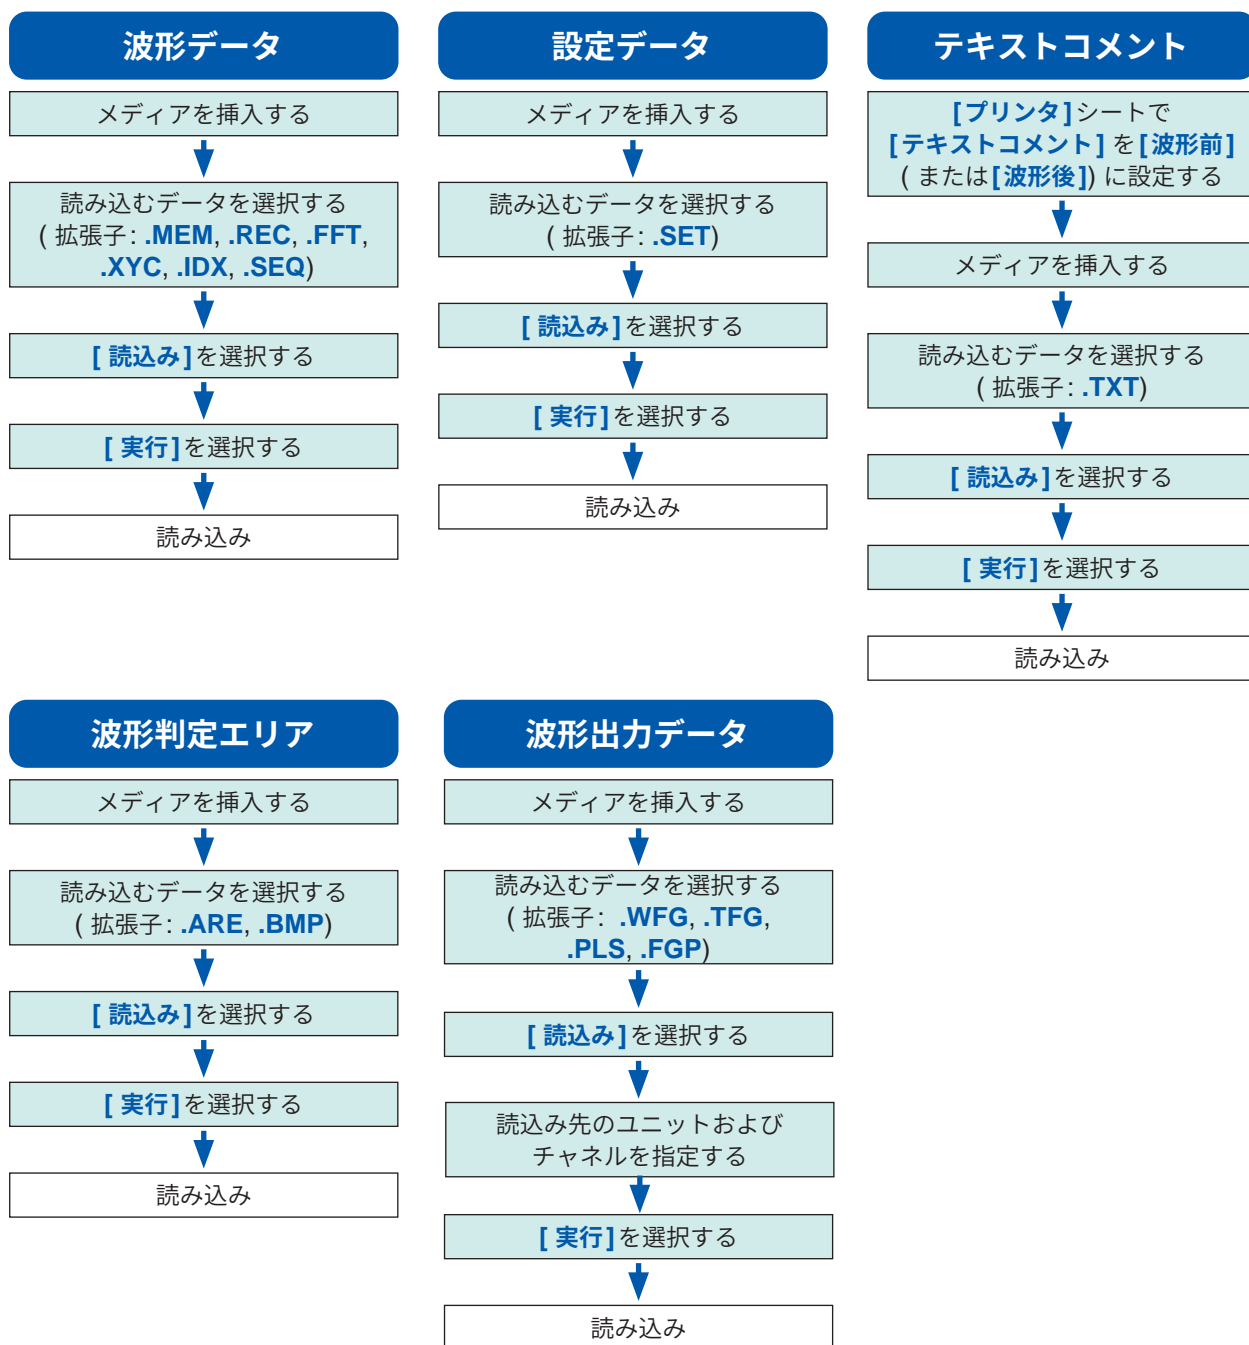 波形データ
メディアを挿入する
読み込むデータを選択する
( 拡張子: .MEM, .REC, .FFT,
.XYC, .IDX, .SEQ)
[ 読込み]を選択する
[ 実行]を選択する
読み込み
設定データ
メディアを挿入する
読み込むデータを選択する
( 拡張子: .SET)
[ 読込み]を選択する
[ 実行]を選択する
読み込み
テキストコメント
[プリンタ]シートで
[テキストコメント] を[波形前]
( または[波形後]) に設定する
メディアを挿入する
読み込むデータを選択する
( 拡張子: .TXT)
[ 読込み]を選択する
[ 実行]を選択する
読み込み
波形判定エリア
メディアを挿入する
読み込むデータを選択する
( 拡張子: .ARE, .BMP)
[ 読込み]を選択する
[ 実行]を選択する
読み込み
波形出力データ
メディアを挿入する
読み込むデータを選択する
( 拡張子: .WFG, .TFG,
.PLS, .FGP)
[ 読込み]を選択する
読込み先のユニットおよび
チャネルを指定する
[ 実行]を選択する
読み込み